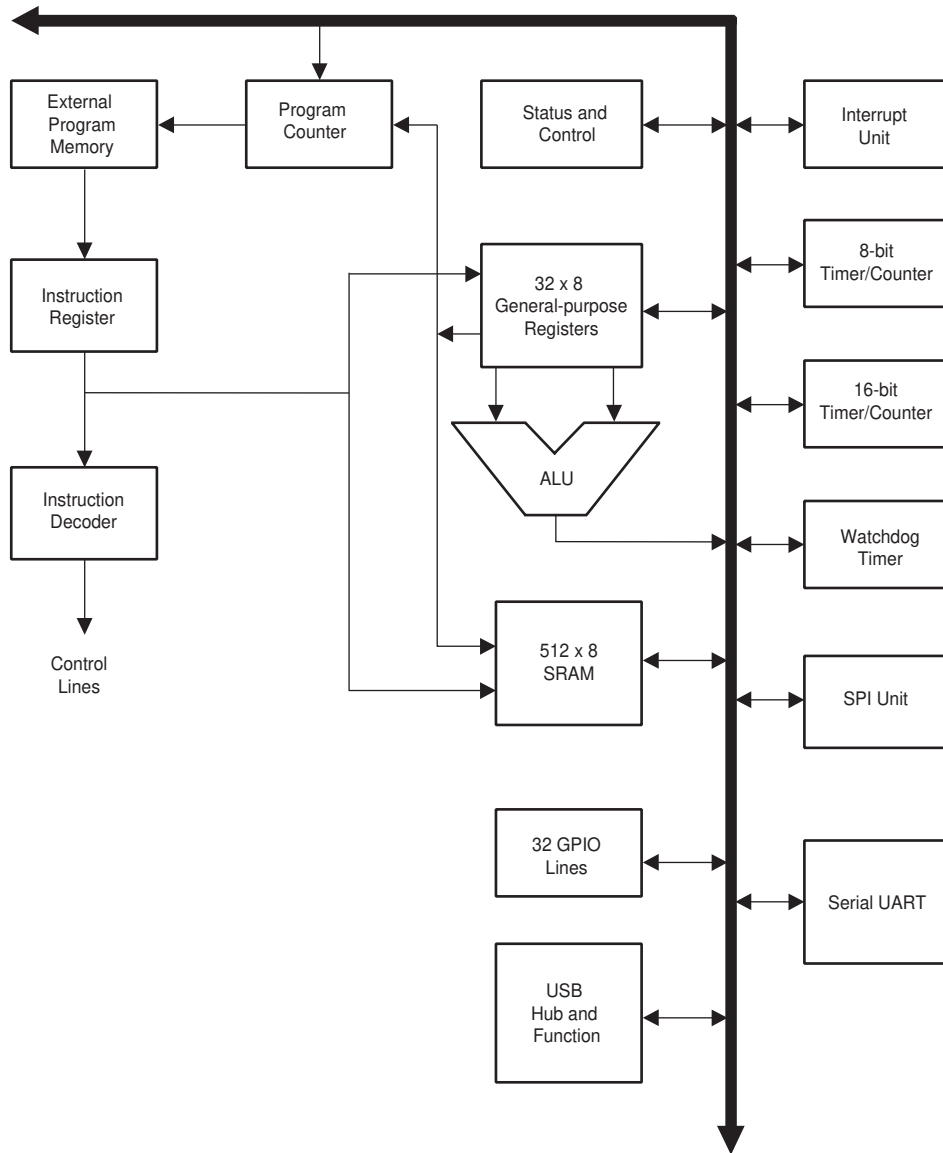 External
Program
Memory
Program
Counter
Status and
Control
Interrupt
Unit
8-bit
Timer/Counter
32 x 8
General-purpose
Registers
Instruction
Register
16-bit
Timer/Counter
ALU
Instruction
Decoder
Watchdog
Timer
Control
Lines
512 x 8
SRAM
SPI Unit
32 GPIO
Lines
Serial UART
USB
Hub and
Function